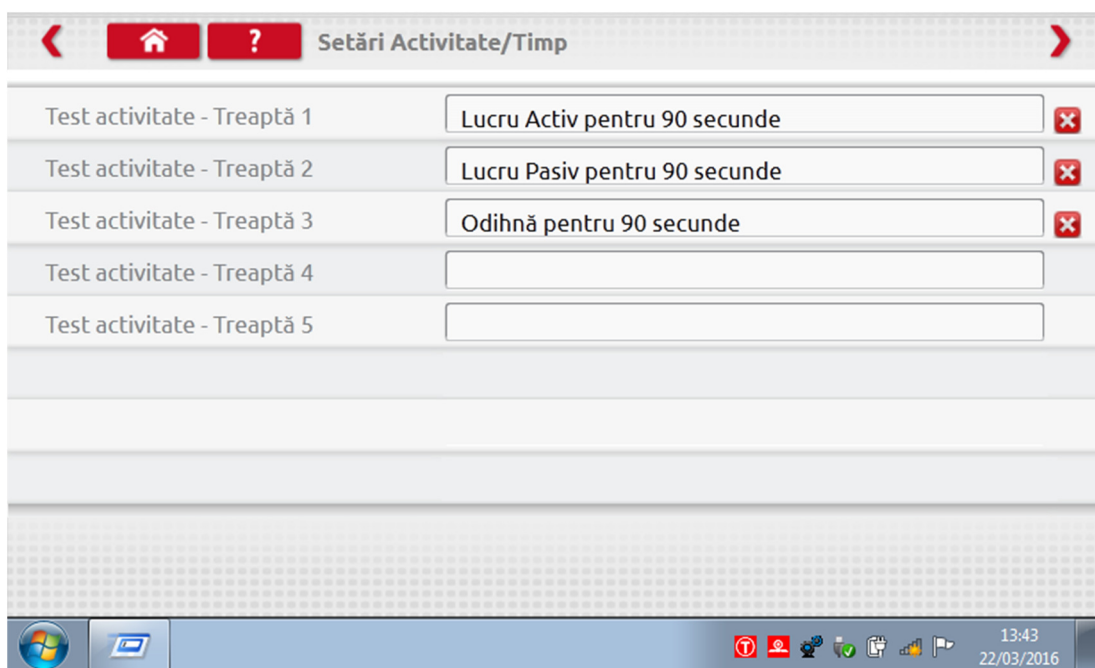 ? Setări Activitate/Timp
Test activitate - Treaptă 1 Lucru Activ pentru 90 secunde
Test activitate - Treaptă 2 Lucru Pasiv pentru 90 secunde
Test activitate - Treaptă 3 Odihnă pentru 90 secunde
Test activitate - Treaptă 4
Test activitate - Treaptă 5
13:43
22/03/2016